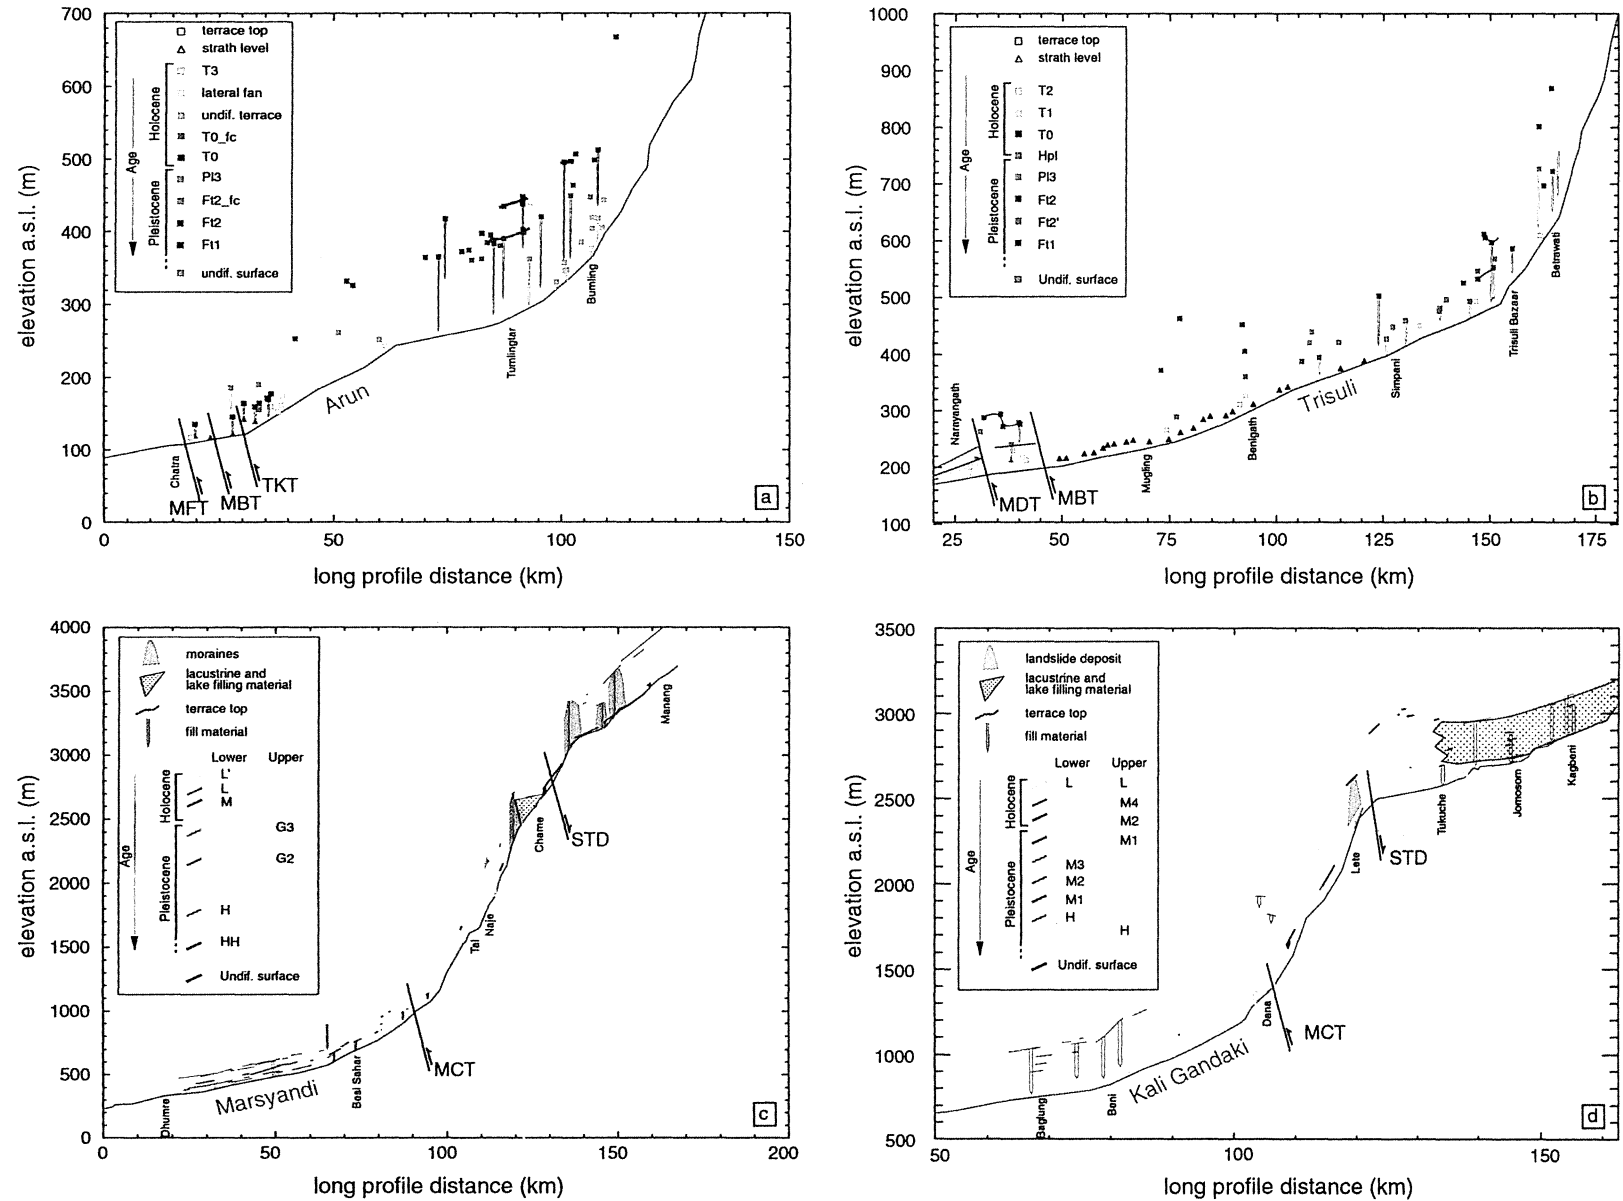 700
600
500
400
300
200
100
0
elevation a.s.l. (m)
terrace top
strath level
T3
lateral fan
undif. terrace
T0_fc
T0
Pl3
Ft2_fc
Ft2
Ft1
undif. surface
Age
Holocene
Pleistocene
Arun
Chatra
Tumlingtar
Bumling
MFT
MBT
TKT
a
0
50
100
150
long profile distance (km)
1000
900
800
700
600
500
400
300
200
100
elevation a.s.l. (m)
terrace top
strath level
T2
T1
T0
Hpl
Pl3
Ft2
Ft2'
Ft1
Undif. surface
Age
Holocene
Pleistocene
Narayangath
Mugling
Benigath
Trisuli
Simpani
Trisuli Bazaar
Betrawati
MDT
MBT
b
25
50
75
100
125
150
175
long profile distance (km)
4000
3500
3000
2500
2000
1500
1000
500
0
elevation a.s.l. (m)
moraines
lacustrine and
lake filling material
terrace top
fill material
Lower Upper
L'
L
M
G3
G2
H
HH
Undif. surface
Age
Holocene
Pleistocene
Dhumre
Marsyandi
Besi Sahar
Tal
Naje
Chame
Manang
MCT
STD
c
0
50
100
150
200
long profile distance (km)
3500
3000
2500
2000
1500
1000
500
elevation a.s.l. (m)
landslide deposit
lacustrine and
lake filling material
terrace top
fill material
Lower Upper
L L
M4
M2
M1
M3
M2
M1
H
H
Undif. surface
Age
Holocene
Pleistocene
Baglung
Beni
Kali Gandaki
Dana
Lete
Tukuche
Jomosom
Kagbeni
MCT
STD
d
50
100
150
long profile distance (km)